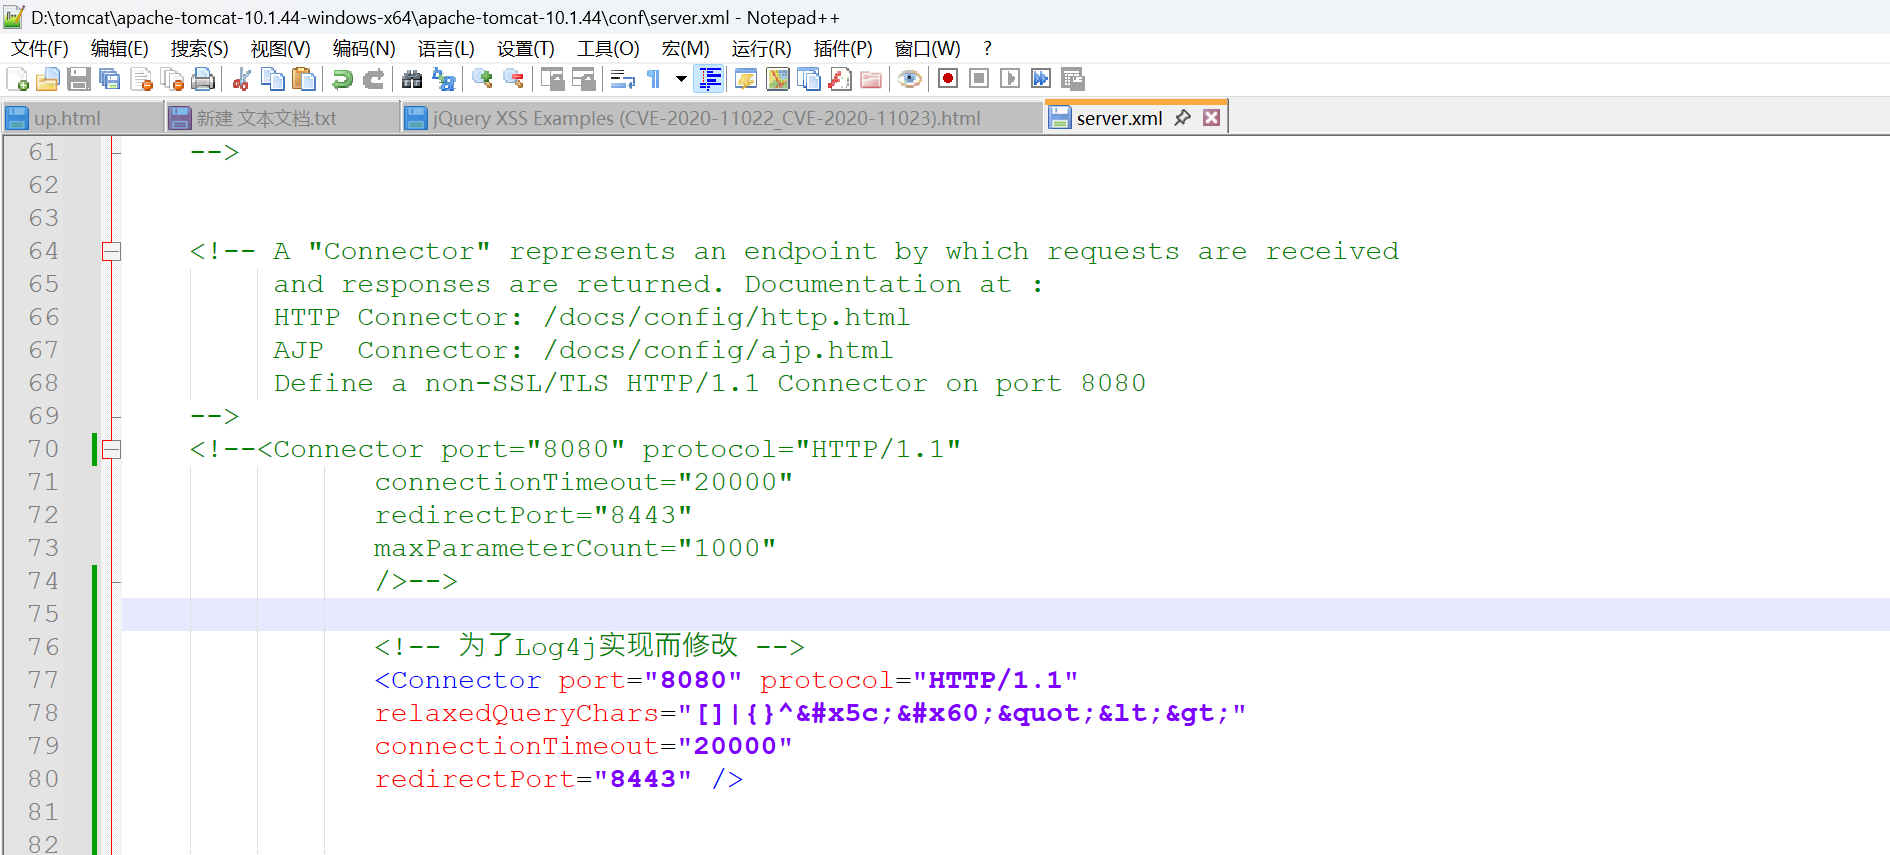 D:\tomcat\apache-tomcat-10.1.44-windows-x64\apache-tomcat-10.1.44\conf\server.xml - Notepad++
文件(F) 编辑(E) 搜索(S) 视图(V) 编码(N) 语言(L) 设置(T) 工具(O) 宏(M) 运行(R) 插件(P) 窗口(W) ?
up.html 新建 文本文档.txt jQuery XSS Examples (CVE-2020-11022_CVE-2020-11023).html server.xml
61 -->
62
63
64 <!-- A "Connector" represents an endpoint by which requests are received
65 and responses are returned. Documentation at :
66 HTTP Connector: /docs/config/http.html
67 AJP  Connector: /docs/config/ajp.html
68 Define a non-SSL/TLS HTTP/1.1 Connector on port 8080
69 -->
70 <!--<Connector port="8080" protocol="HTTP/1.1"
71 connectionTimeout="20000"
72 redirectPort="8443"
73 maxParameterCount="1000"
74 />-->
75
76 <!-- 为了Log4j实现而修改 -->
77 <Connector port="8080" protocol="HTTP/1.1"
78 relaxedQueryChars="[]|{}^&#x5c;&#x60;&quot;&lt;&gt;"
79 connectionTimeout="20000"
80 redirectPort="8443" />
81
82